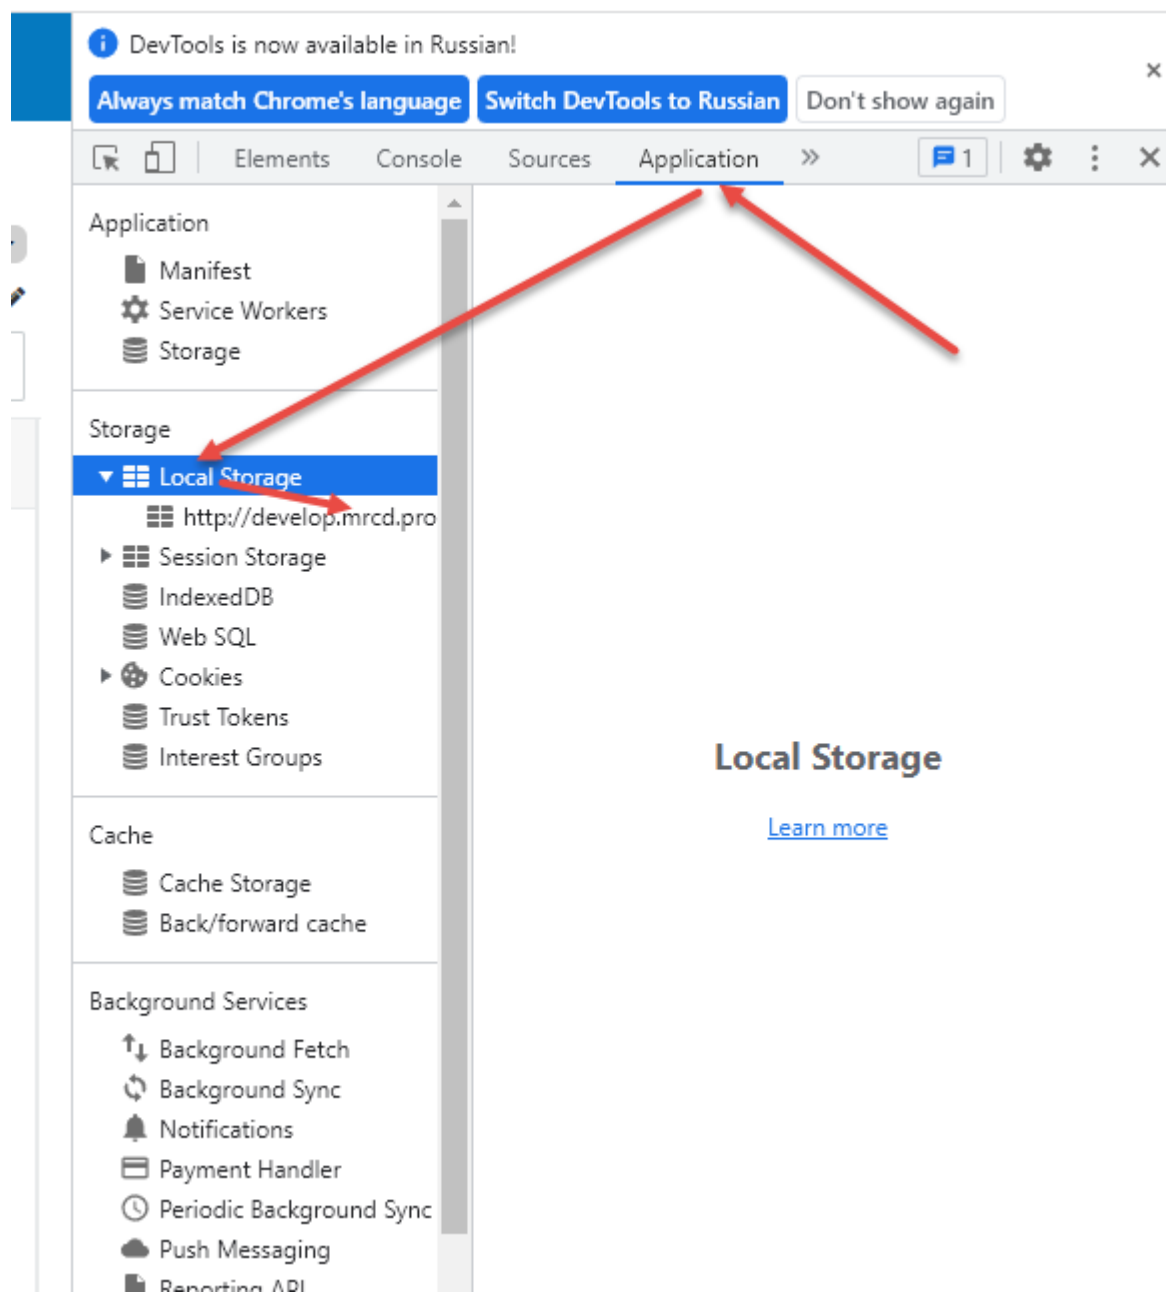 DevTools is now available in Russian!
Always match Chrome's language Switch DevTools to Russian Don't show again
Elements Console Sources Application 1
Application
Manifest
Service Workers
Storage
Storage
Local Storage
http://develop.mrcd.pro
Session Storage
IndexedDB
Web SQL
Cookies
Trust Tokens
Interest Groups
Local Storage
Learn more
Cache
Cache Storage
Back/forward cache
Background Services
Background Fetch
Background Sync
Notifications
Payment Handler
Periodic Background Sync
Push Messaging
Reporting API